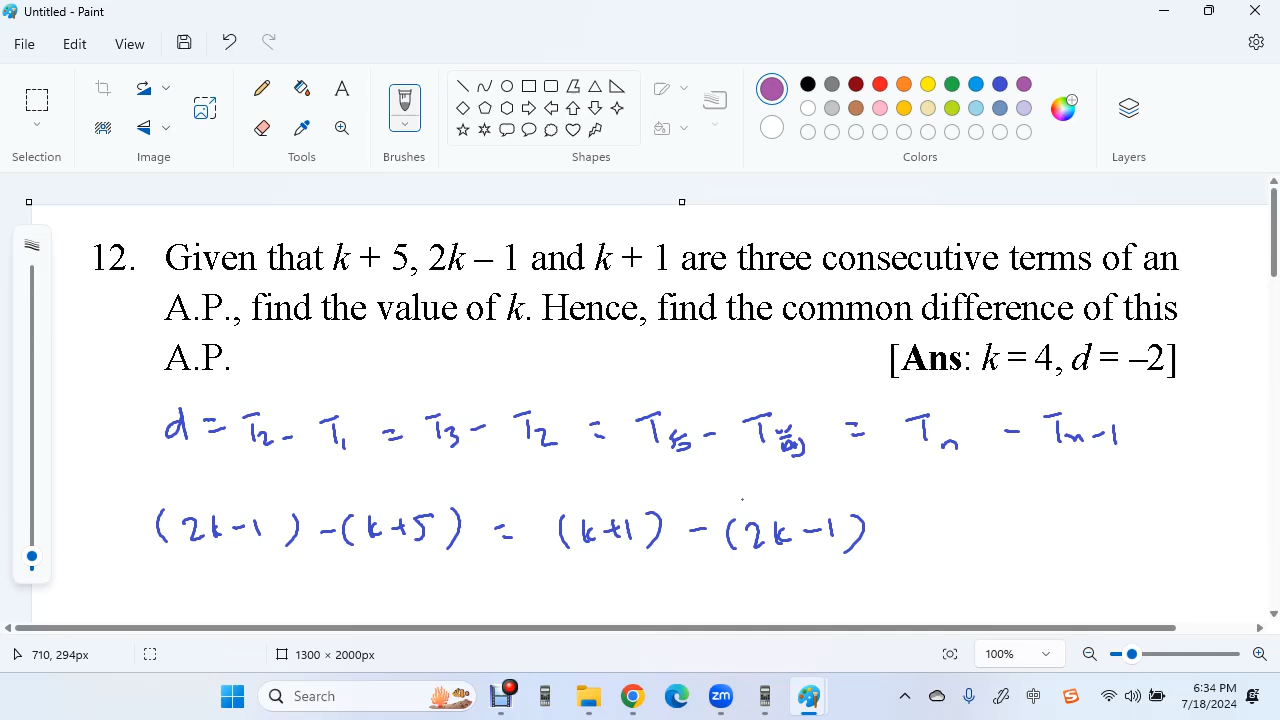 Untitled - Paint
File Edit View
Selection Image Tools Brushes Shapes Colors Layers
12. Given that k + 5, 2k – 1 and k + 1 are three consecutive terms of an
A.P., find the value of k. Hence, find the common difference of this
A.P. [Ans: k = 4, d = –2]
d = T2 - T1 = T3 - T2 = T - T = Tn - Tn-1
(2k-1) - (k+5) = (k+1) - (2k-1)
710, 294px 1300 × 2000px 100%
Search zm 中 6:34 PM
7/18/2024